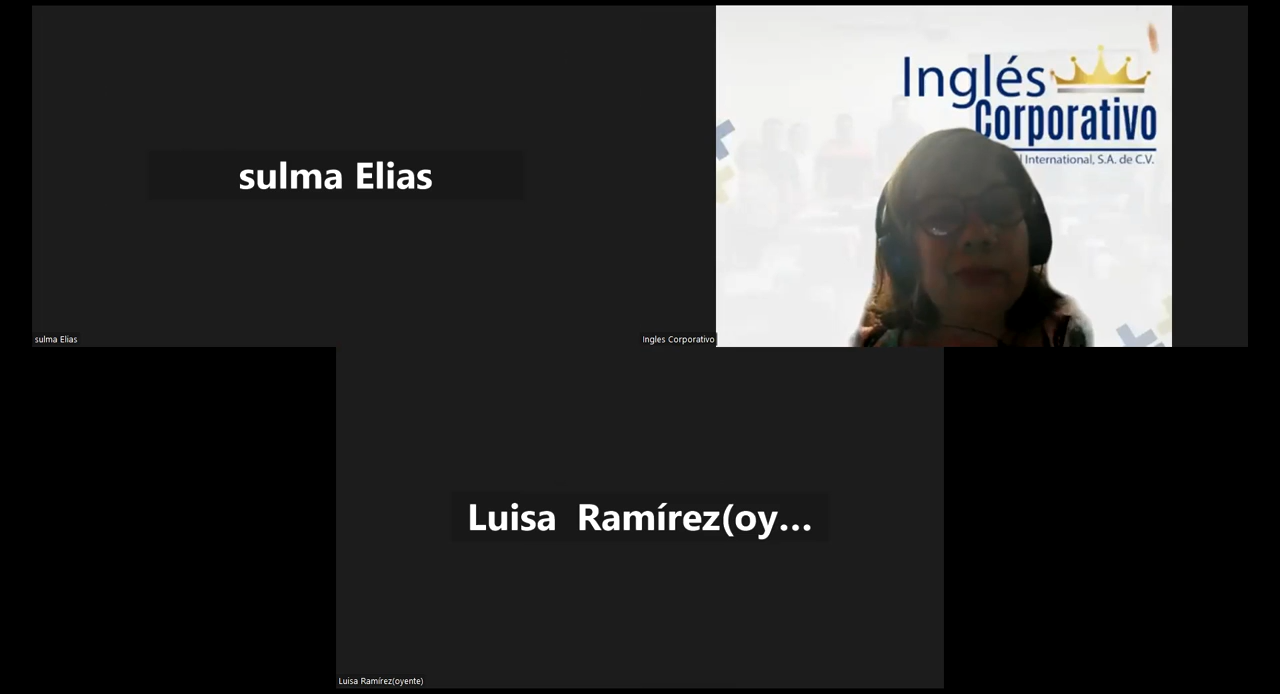 sulma Elias
Inglés
Corporativo
l International, S.A. de C.V.
sulma Elias
Ingles Corporativo
Luisa Ramírez(oy...
Luisa Ramírez(oyente)